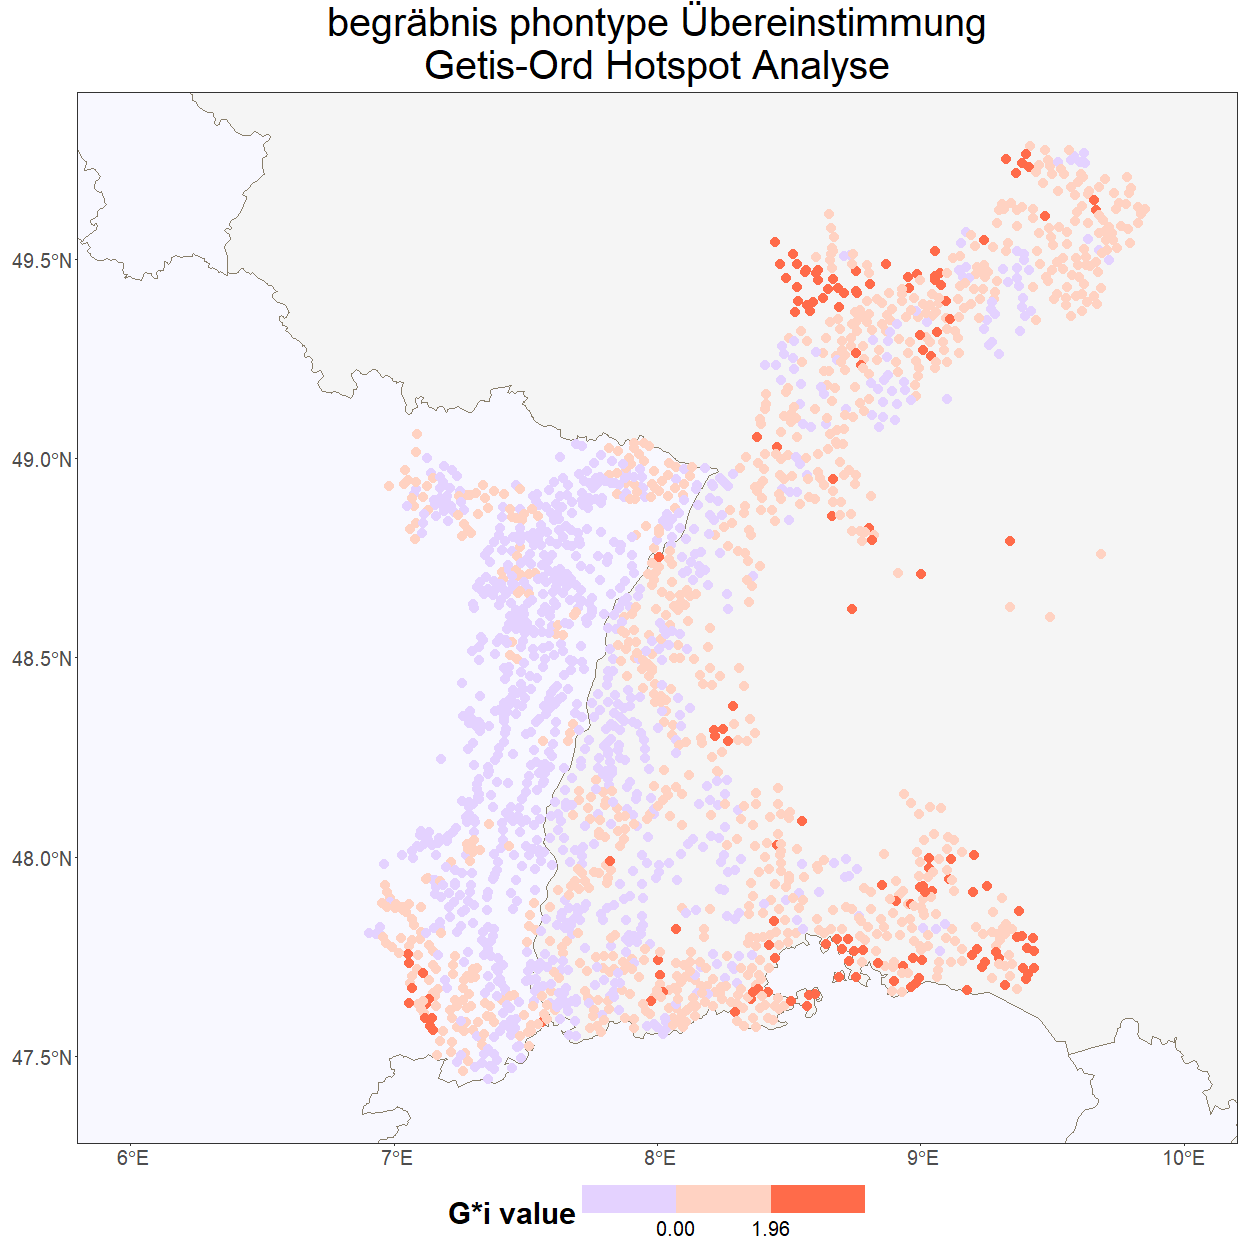 begräbnis phontype Übereinstimmung
Getis-Ord Hotspot Analyse
49.5°N
49.0°N
48.5°N
48.0°N
47.5°N
6°E 7°E 8°E 9°E 10°E
G*i value
0.00 1.96